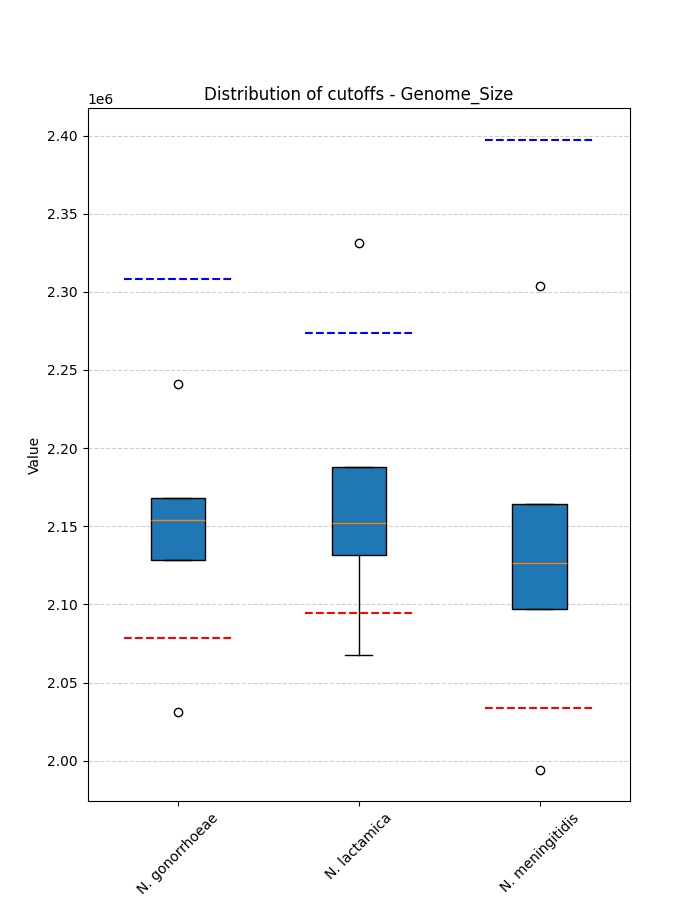 Distribution of cutoffs - Genome_Size
1e6
2.40
2.35
2.30
2.25
2.20
2.15
2.10
2.05
2.00
Value
N. gonorrhoeae
N. lactamica
N. meningitidis